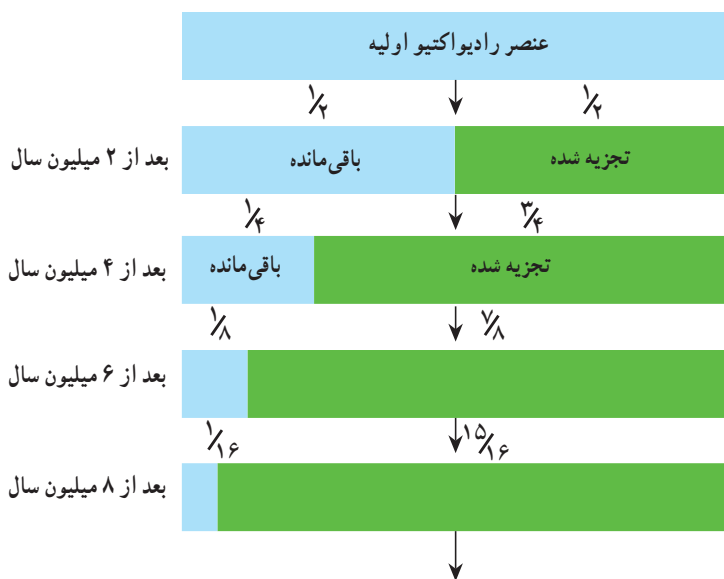 عنصر رادیواکتیو اولیه
۱/۲ ۱/۲
بعد از ۲ میلیون سال باقی‌مانده تجزیه شده
۱/۴ ۳/۴
بعد از ۴ میلیون سال باقی‌مانده تجزیه شده
۱/۸ ۷/۸
بعد از ۶ میلیون سال
۱/۱۶ ۱۵/۱۶
بعد از ۸ میلیون سال